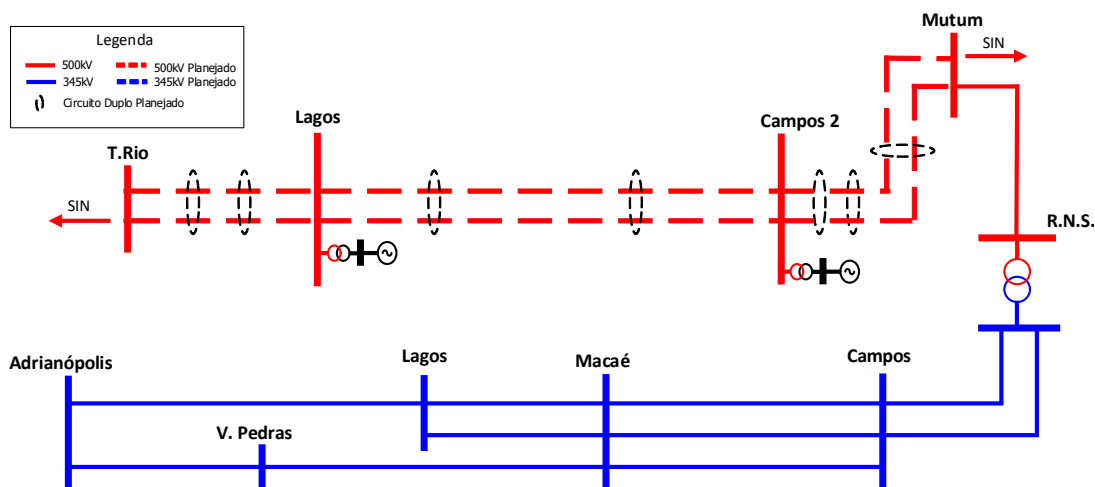 Legenda
500kV
500kV Planejado
345kV
345kV Planejado
Circuito Duplo Planejado
Mutum
SIN
Lagos
Campos 2
T.Rio
SIN
R.N.S.
Adrianópolis
Lagos
Macaé
Campos
V. Pedras